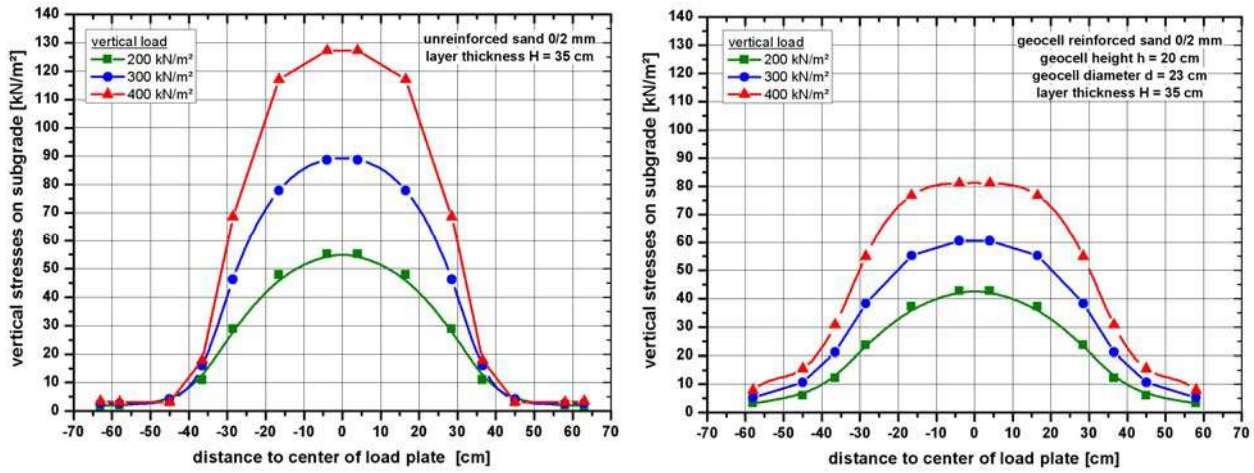 140
130
120
110
100
90
80
70
60
50
40
30
20
10
0
vertical stresses on subgrade [kN/m²]
vertical load
200 kN/m²
300 kN/m²
400 kN/m²
unreinforced sand 0/2 mm
layer thickness H = 35 cm
-70 -60 -50 -40 -30 -20 -10 0 10 20 30 40 50 60 70
distance to center of load plate [cm]
140
130
120
110
100
90
80
70
60
50
40
30
20
10
0
vertical stresses on subgrade [kN/m²]
vertical load
200 kN/m²
300 kN/m²
400 kN/m²
geocell reinforced sand 0/2 mm
geocell height h = 20 cm
geocell diameter d = 23 cm
layer thickness H = 35 cm
-70 -60 -50 -40 -30 -20 -10 0 10 20 30 40 50 60 70
distance to center of load plate [cm]